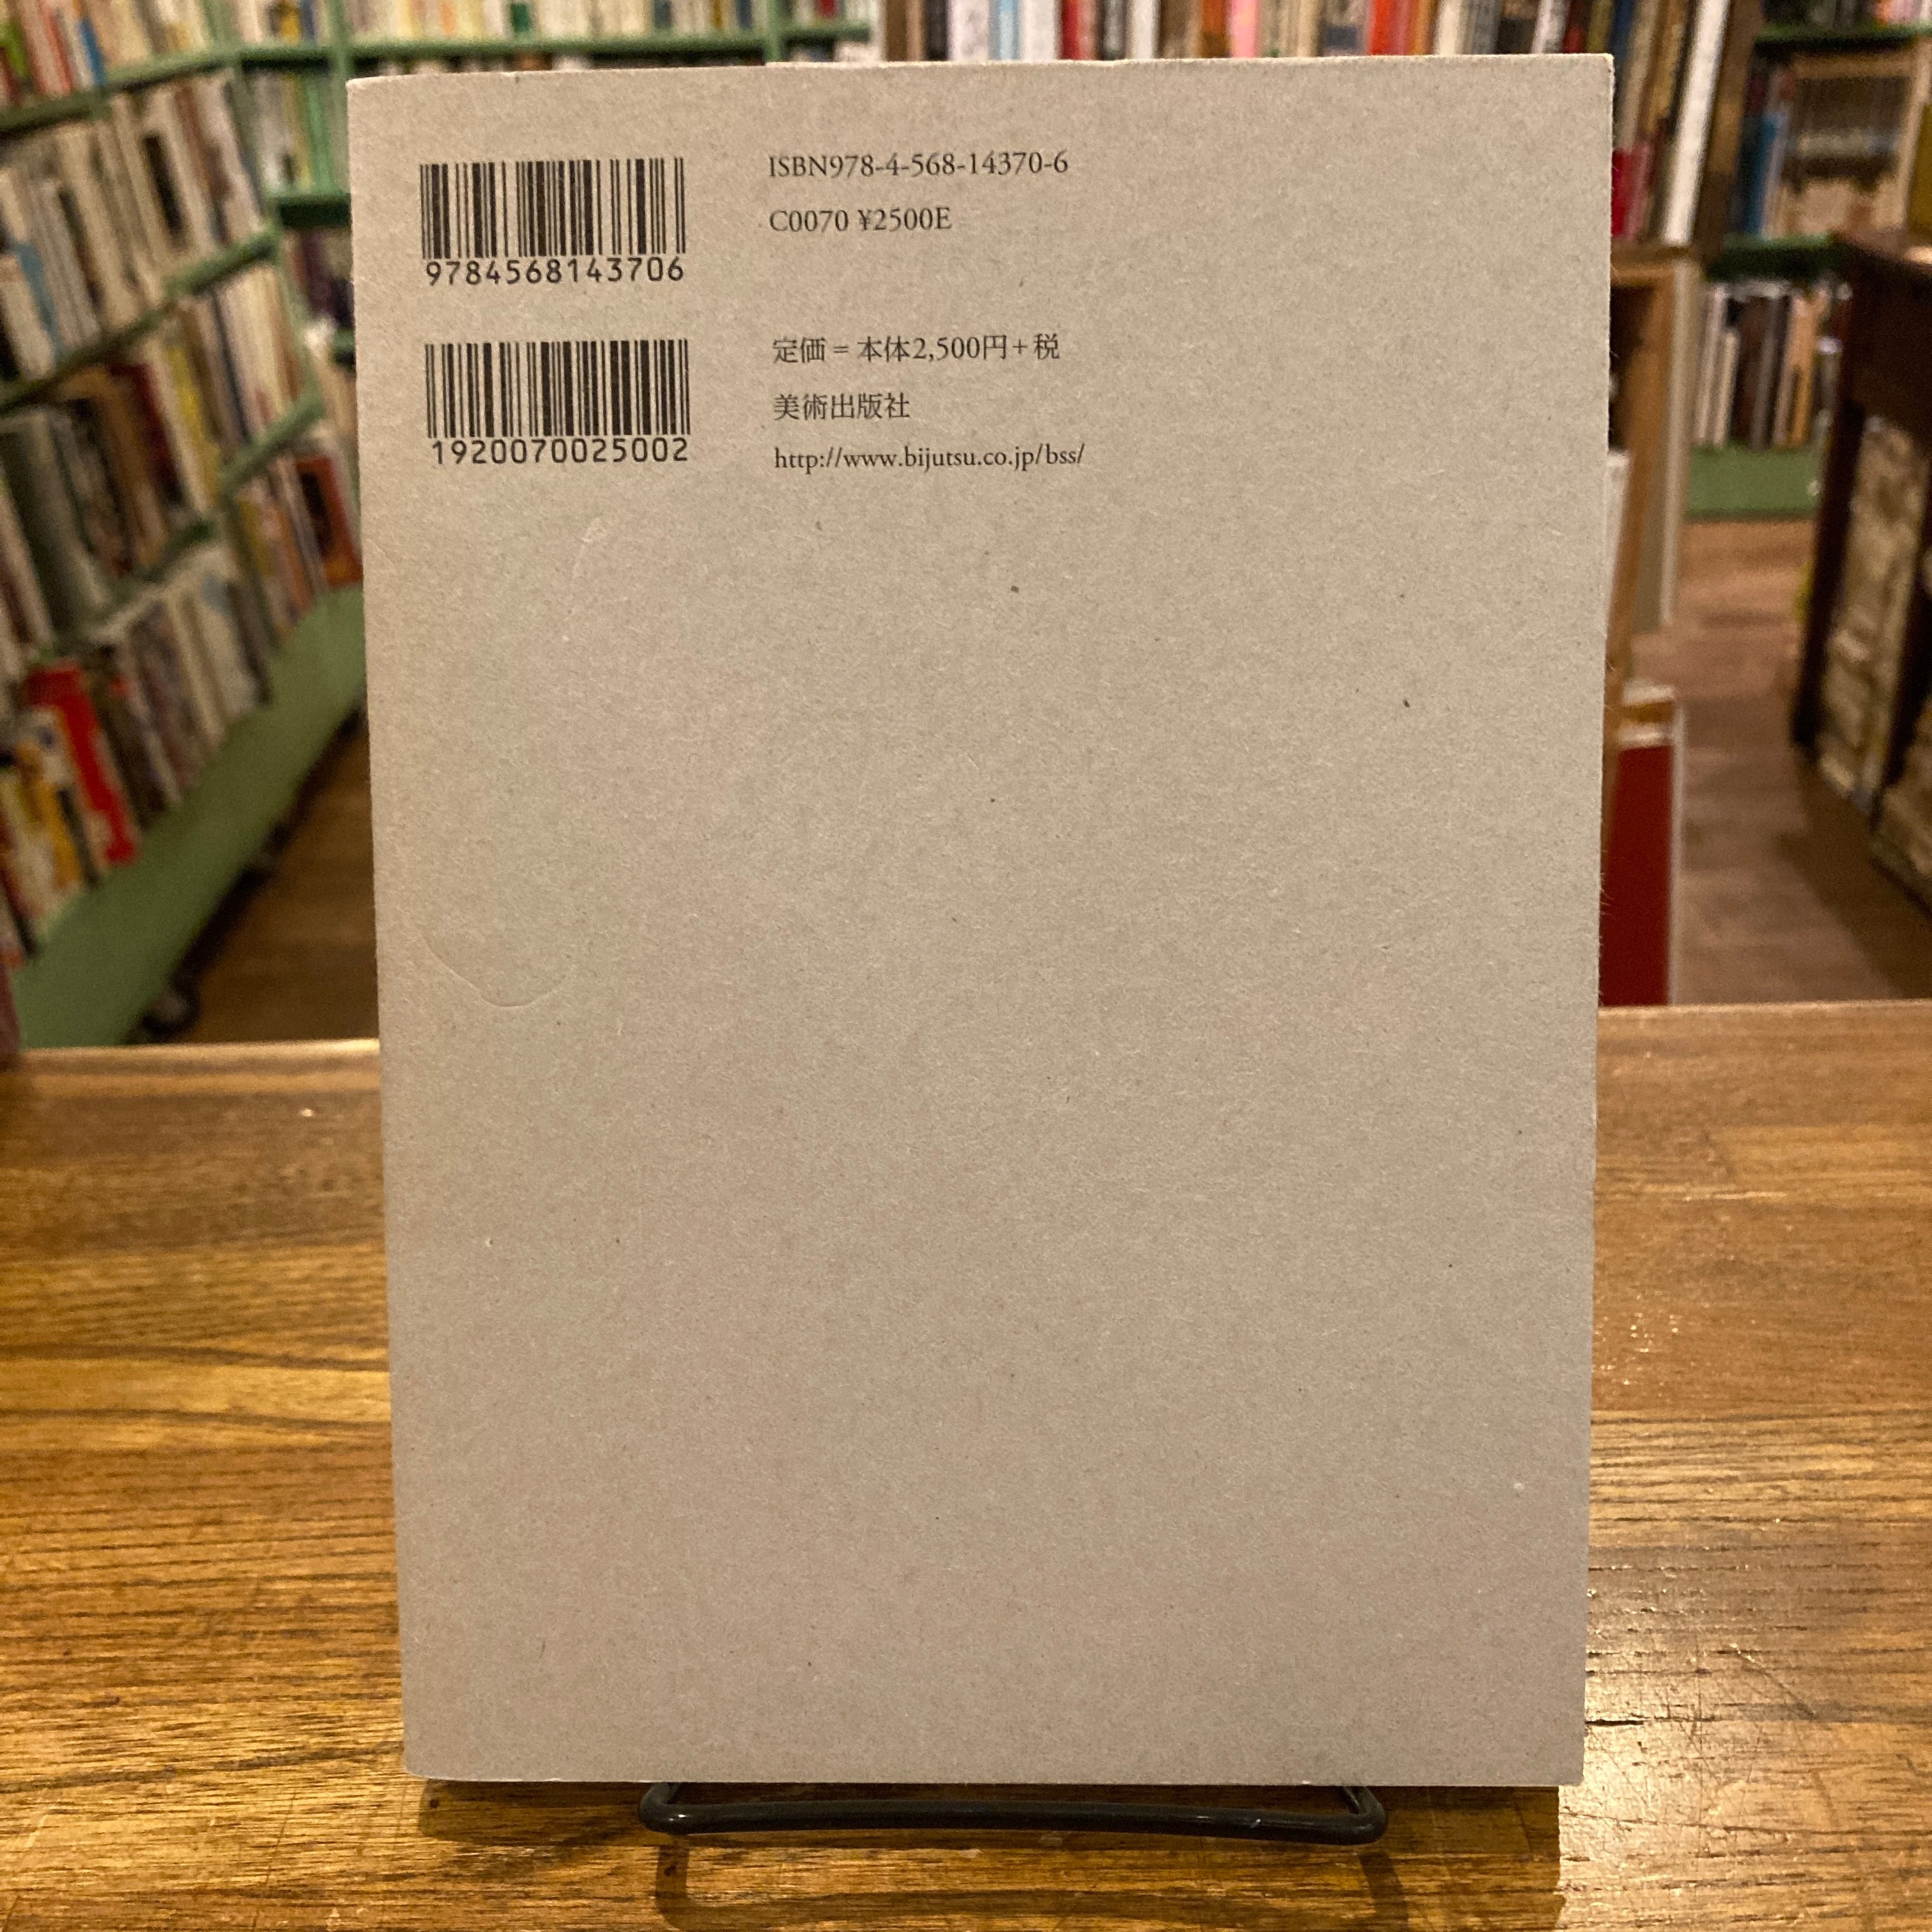 ISBN978-4-568-14370-6
C0070 ¥2500E
9784568143706
定価 = 本体2,500円+税
美術出版社
http://www.bijutsu.co.jp/bss/
1920070025002